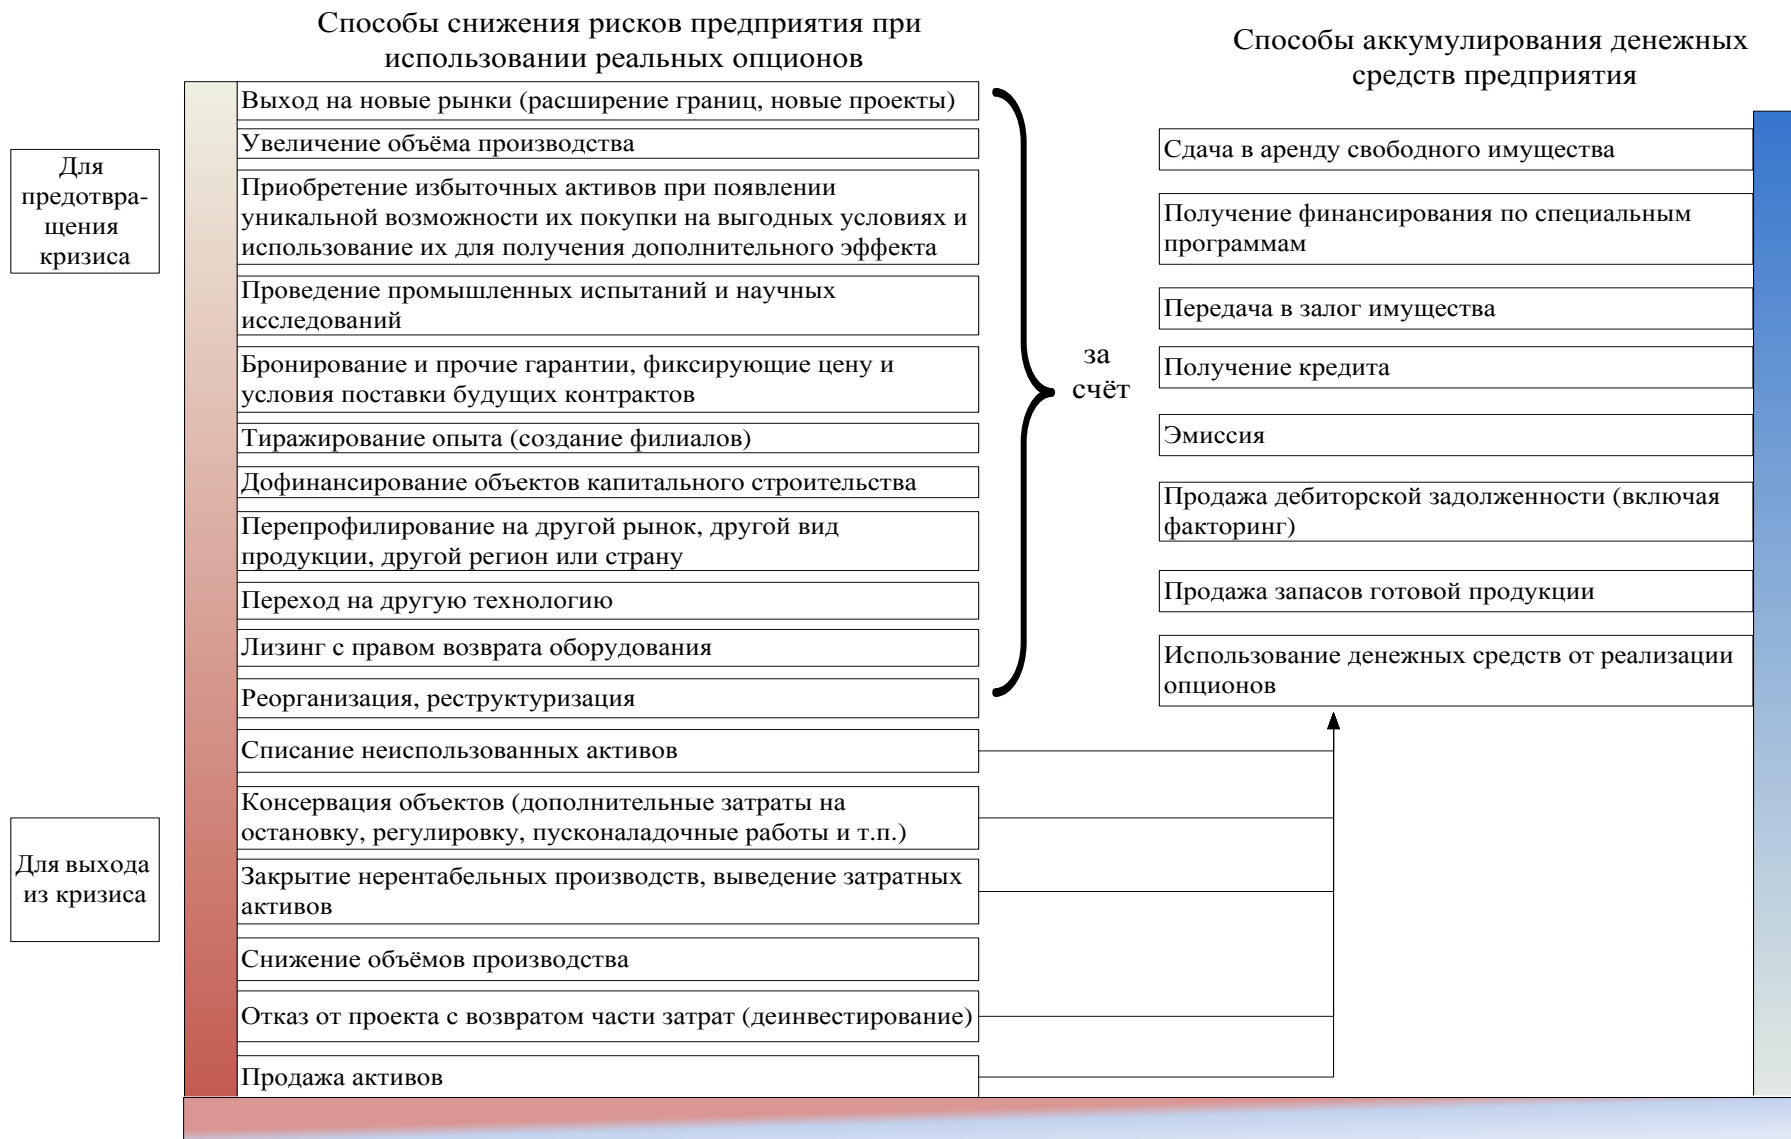 Способы снижения рисков предприятия при
использовании реальных опционов
Способы аккумулирования денежных
средств предприятия
Для
предотвра-
щения
кризиса
Для выхода
из кризиса
Выход на новые рынки (расширение границ, новые проекты)
Увеличение объёма производства
Приобретение избыточных активов при появлении
уникальной возможности их покупки на выгодных условиях и
использование их для получения дополнительного эффекта
Проведение промышленных испытаний и научных
исследований
Бронирование и прочие гарантии, фиксирующие цену и
условия поставки будущих контрактов
Тиражирование опыта (создание филиалов)
Дофинансирование объектов капитального строительства
Перепрофилирование на другой рынок, другой вид
продукции, другой регион или страну
Переход на другую технологию
Лизинг с правом возврата оборудования
Реорганизация, реструктуризация
Списание неиспользованных активов
Консервация объектов (дополнительные затраты на
остановку, регулировку, пусконаладочные работы и т.п.)
Закрытие нерентабельных производств, выведение затратных
активов
Снижение объёмов производства
Отказ от проекта с возвратом части затрат (деинвестирование)
Продажа активов
за
счёт
Сдача в аренду свободного имущества
Получение финансирования по специальным
программам
Передача в залог имущества
Получение кредита
Эмиссия
Продажа дебиторской задолженности (включая
факторинг)
Продажа запасов готовой продукции
Использование денежных средств от реализации
опционов